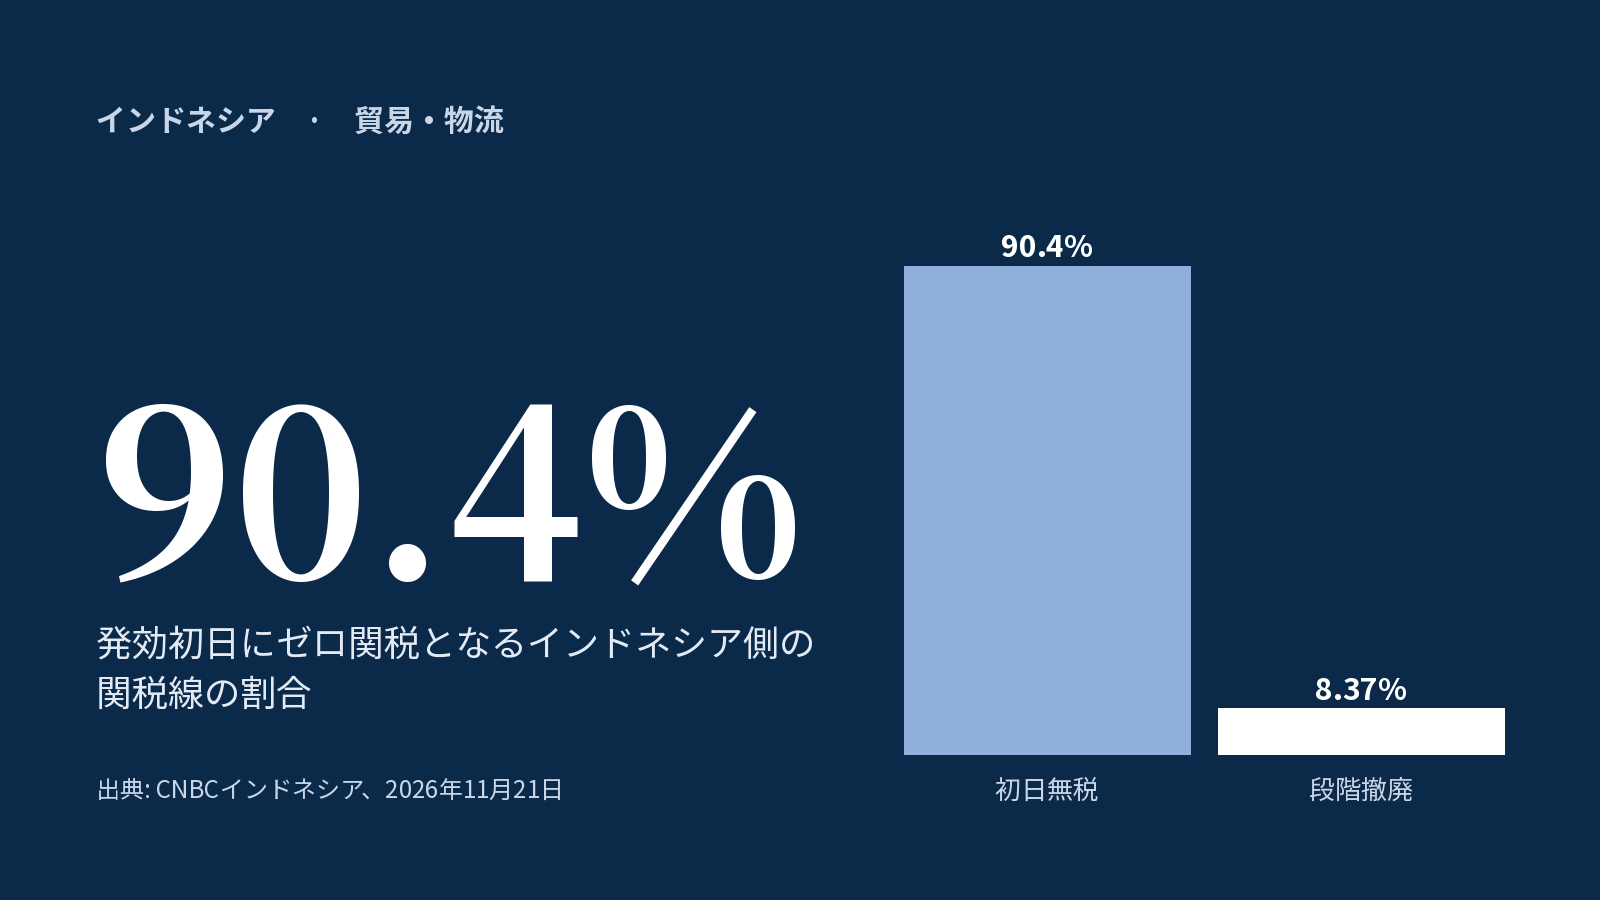 インドネシア ・ 貿易・物流
90.4%
発効初日にゼロ関税となるインドネシア側の
関税線の割合
出典: CNBCインドネシア、2026年11月21日
90.4%
初日無税
8.37%
段階撤廃